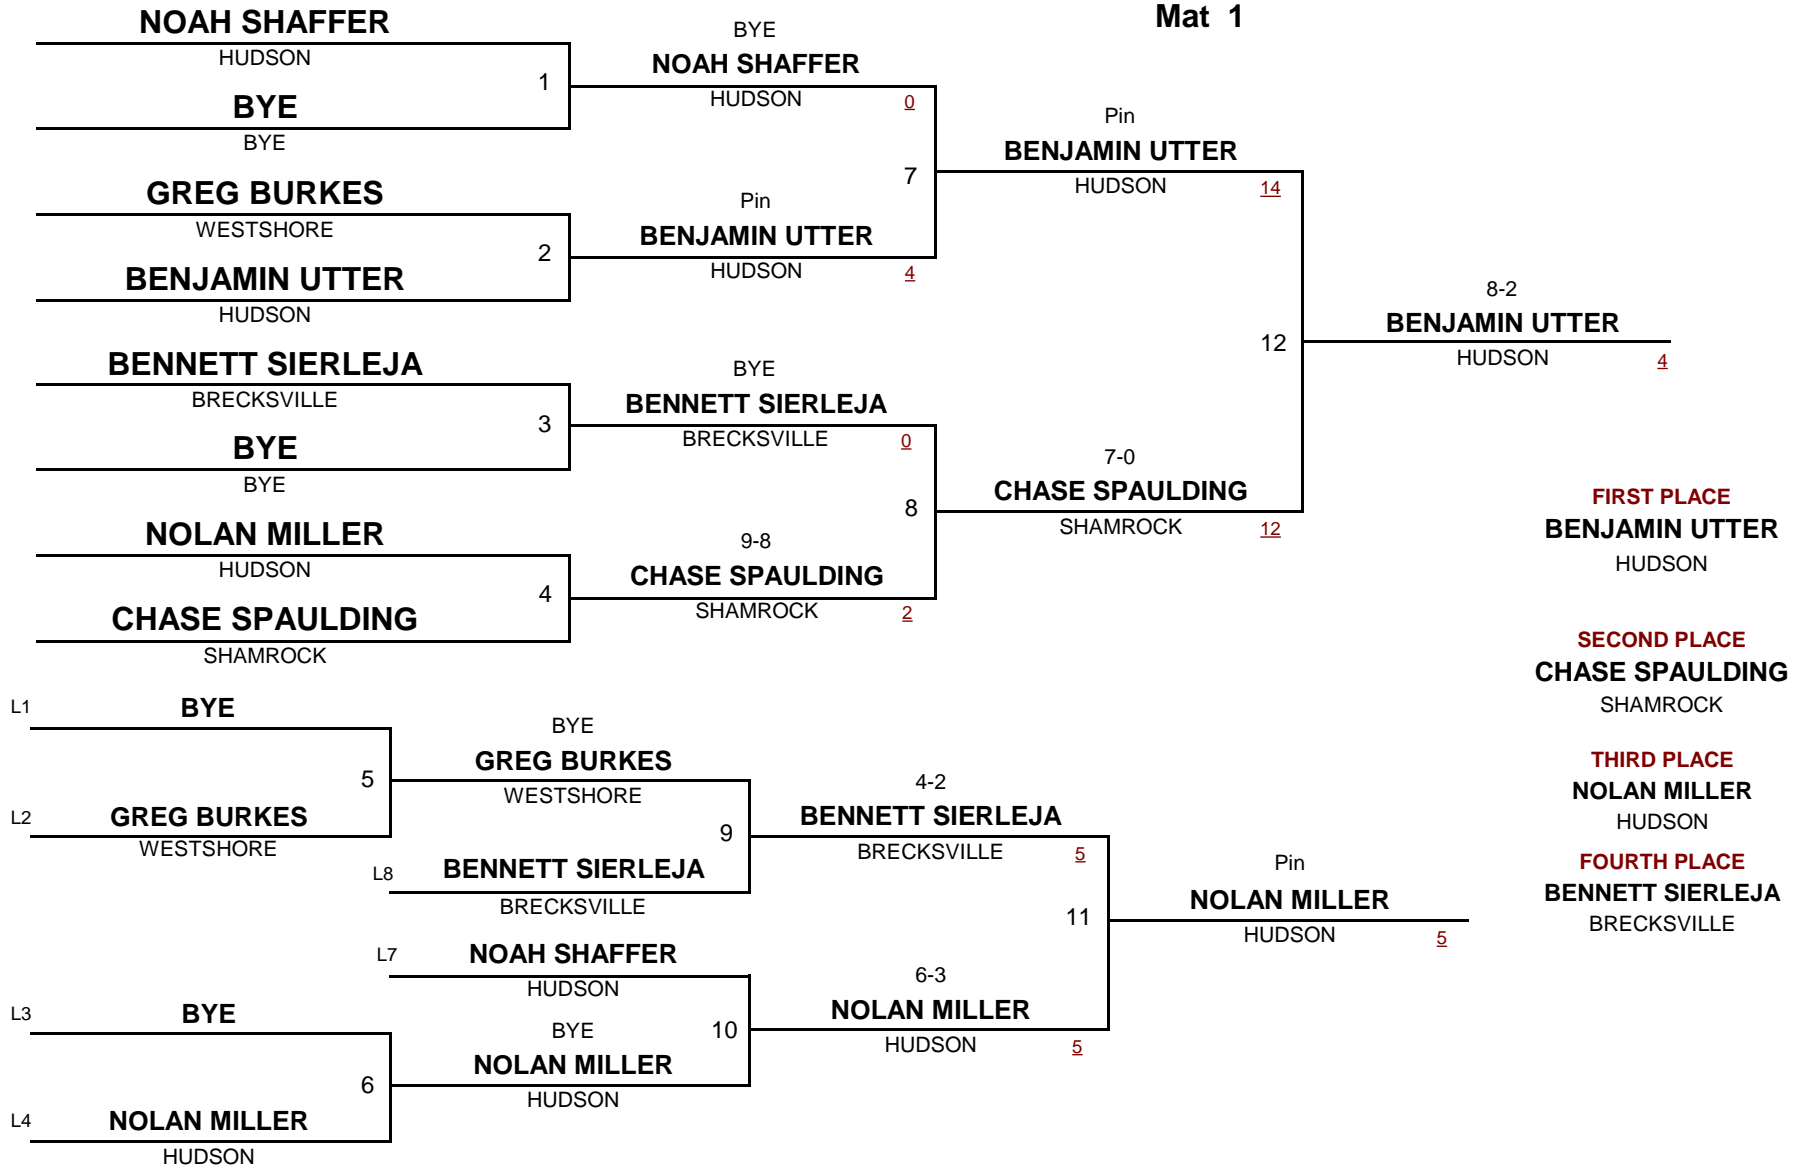 Mat 1
NOAH SHAFFER
HUDSON
1
BYE
BYE
GREG BURKES
WESTSHORE
2
BENJAMIN UTTER
HUDSON
BENNETT SIERLEJA
BRECKSVILLE
3
BYE
BYE
NOLAN MILLER
HUDSON
4
CHASE SPAULDING
SHAMROCK
BYE
NOAH SHAFFER
HUDSON 0
7
Pin
BENJAMIN UTTER
HUDSON 4
BYE
BENNETT SIERLEJA
BRECKSVILLE 0
8
9-8
CHASE SPAULDING
SHAMROCK 2
Pin
BENJAMIN UTTER
HUDSON 14
12
7-0
CHASE SPAULDING
SHAMROCK 12
8-2
BENJAMIN UTTER
HUDSON 4
FIRST PLACE
BENJAMIN UTTER
HUDSON
SECOND PLACE
CHASE SPAULDING
SHAMROCK
THIRD PLACE
NOLAN MILLER
HUDSON
FOURTH PLACE
BENNETT SIERLEJA
BRECKSVILLE
L1 BYE
5
L2 GREG BURKES
WESTSHORE
L3 BYE
6
L4 NOLAN MILLER
HUDSON
BYE
GREG BURKES
WESTSHORE
9
L8 BENNETT SIERLEJA
BRECKSVILLE
L7 NOAH SHAFFER
HUDSON
10
BYE
NOLAN MILLER
HUDSON
4-2
BENNETT SIERLEJA
BRECKSVILLE 5
11
6-3
NOLAN MILLER
HUDSON 5
Pin
NOLAN MILLER
HUDSON 5